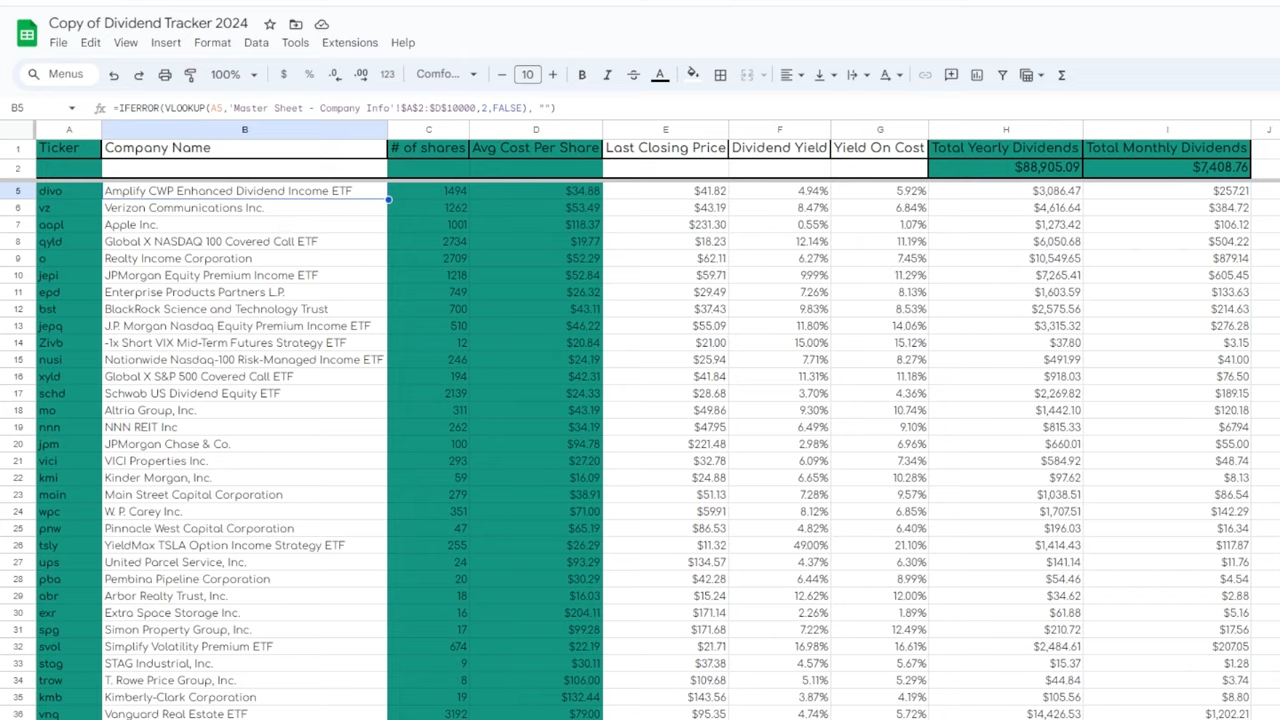 Copy of Dividend Tracker 2024
File Edit View Insert Format Data Tools Extensions Help
Menus 100% $ % .0 .00 123 Comfo... − 10 + B I A Σ
B5 fx =IFERROR(VLOOKUP(A5,'Master Sheet - Company Info'!$A$2:$D$10000,2,FALSE), "")
A B C D E F G H I J
1 Ticker Company Name # of shares Avg Cost Per Share Last Closing Price Dividend Yield Yield On Cost Total Yearly Dividends Total Monthly Dividends
2 $88,905.09 $7,408.76
5 divo Amplify CWP Enhanced Dividend Income ETF 1494 $34.88 $41.82 4.94% 5.92% $3,086.47 $257.21
6 vz Verizon Communications Inc. 1262 $53.49 $43.19 8.47% 6.84% $4,616.64 $384.72
7 aapl Apple Inc. 1001 $118.37 $231.30 0.55% 1.07% $1,273.42 $106.12
8 qyld Global X NASDAQ 100 Covered Call ETF 2734 $19.77 $18.23 12.14% 11.19% $6,050.68 $504.22
9 o Realty Income Corporation 2709 $52.29 $62.11 6.27% 7.45% $10,549.65 $879.14
10 jepi JPMorgan Equity Premium Income ETF 1218 $52.84 $59.71 9.99% 11.29% $7,265.41 $605.45
11 epd Enterprise Products Partners L.P. 749 $26.32 $29.49 7.26% 8.13% $1,603.59 $133.63
12 bst BlackRock Science and Technology Trust 700 $43.11 $37.43 9.83% 8.53% $2,575.56 $214.63
13 jepq J.P. Morgan Nasdaq Equity Premium Income ETF 510 $46.22 $55.09 11.80% 14.06% $3,315.32 $276.28
14 Zivb -1x Short VIX Mid-Term Futures Strategy ETF 12 $20.84 $21.00 15.00% 15.12% $37.80 $3.15
15 nusi Nationwide Nasdaq-100 Risk-Managed Income ETF 246 $24.19 $25.94 7.71% 8.27% $491.99 $41.00
16 xyld Global X S&P 500 Covered Call ETF 194 $42.31 $41.84 11.31% 11.18% $918.03 $76.50
17 schd Schwab US Dividend Equity ETF 2139 $24.33 $28.68 3.70% 4.36% $2,269.82 $189.15
18 mo Altria Group, Inc. 311 $43.19 $49.86 9.30% 10.74% $1,442.10 $120.18
19 nnn NNN REIT Inc 262 $34.19 $47.95 6.49% 9.10% $815.33 $67.94
20 jpm JPMorgan Chase & Co. 100 $94.78 $221.48 2.98% 6.96% $660.01 $55.00
21 vici VICI Properties Inc. 293 $27.20 $32.78 6.09% 7.34% $584.92 $48.74
22 kmi Kinder Morgan, Inc. 59 $16.09 $24.88 6.65% 10.28% $97.62 $8.13
23 main Main Street Capital Corporation 279 $38.91 $51.13 7.28% 9.57% $1,038.51 $86.54
24 wpc W. P. Carey Inc. 351 $71.00 $59.91 8.12% 6.85% $1,707.51 $142.29
25 pnw Pinnacle West Capital Corporation 47 $65.19 $86.53 4.82% 6.40% $196.03 $16.34
26 tsly YieldMax TSLA Option Income Strategy ETF 255 $26.29 $11.32 49.00% 21.10% $1,414.43 $117.87
27 ups United Parcel Service, Inc. 24 $93.29 $134.57 4.37% 6.30% $141.14 $11.76
28 pba Pembina Pipeline Corporation 20 $30.29 $42.28 6.44% 8.99% $54.46 $4.54
29 abr Arbor Realty Trust, Inc. 18 $16.03 $15.24 12.62% 12.00% $34.62 $2.88
30 exr Extra Space Storage Inc. 16 $204.11 $171.14 2.26% 1.89% $61.88 $5.16
31 spg Simon Property Group, Inc. 17 $99.28 $171.68 7.22% 12.49% $210.72 $17.56
32 svol Simplify Volatility Premium ETF 674 $22.19 $21.71 16.98% 16.61% $2,484.61 $207.05
33 stag STAG Industrial, Inc. 9 $30.11 $37.38 4.57% 5.67% $15.37 $1.28
34 trow T. Rowe Price Group, Inc. 8 $106.00 $109.68 5.11% 5.29% $44.84 $3.74
35 kmb Kimberly-Clark Corporation 19 $132.44 $143.56 3.87% 4.19% $105.56 $8.80
36 vnq Vanguard Real Estate ETF 3192 $79.00 $95.35 4.74% 5.72% $14,426.53 $1,202.21